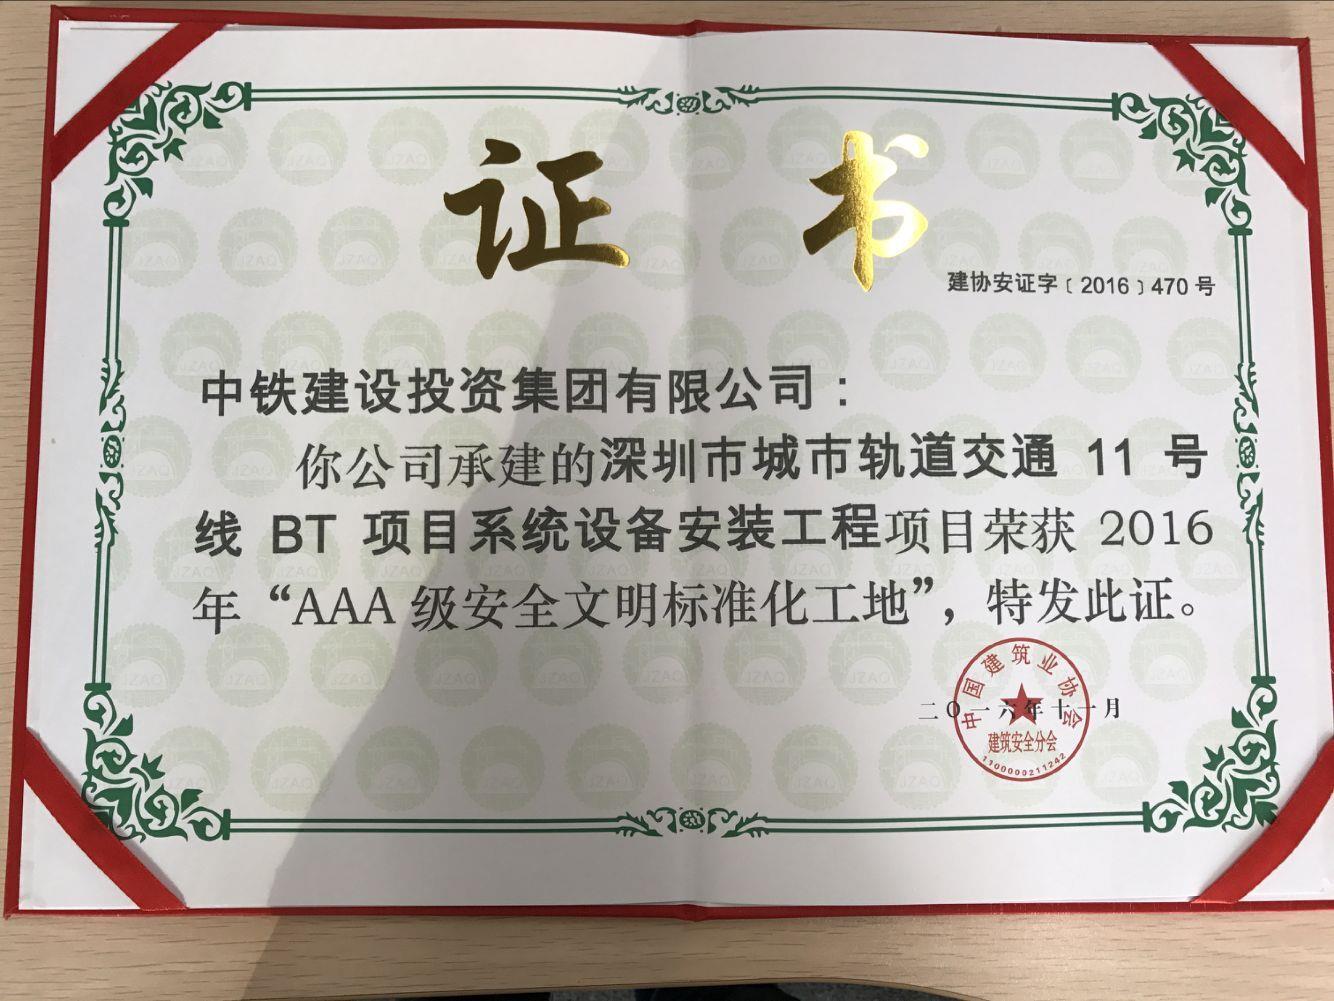 证书
建协安证字﹝2016﹞470号
中铁建设投资集团有限公司：
你公司承建的深圳市城市轨道交通 11 号
线 BT 项目系统设备安装工程项目荣获 2016
年“AAA 级安全文明标准化工地”，特发此证。
中国建筑业协会
二〇一六年十一月
建筑安全分会
1100000211242
JZAQ